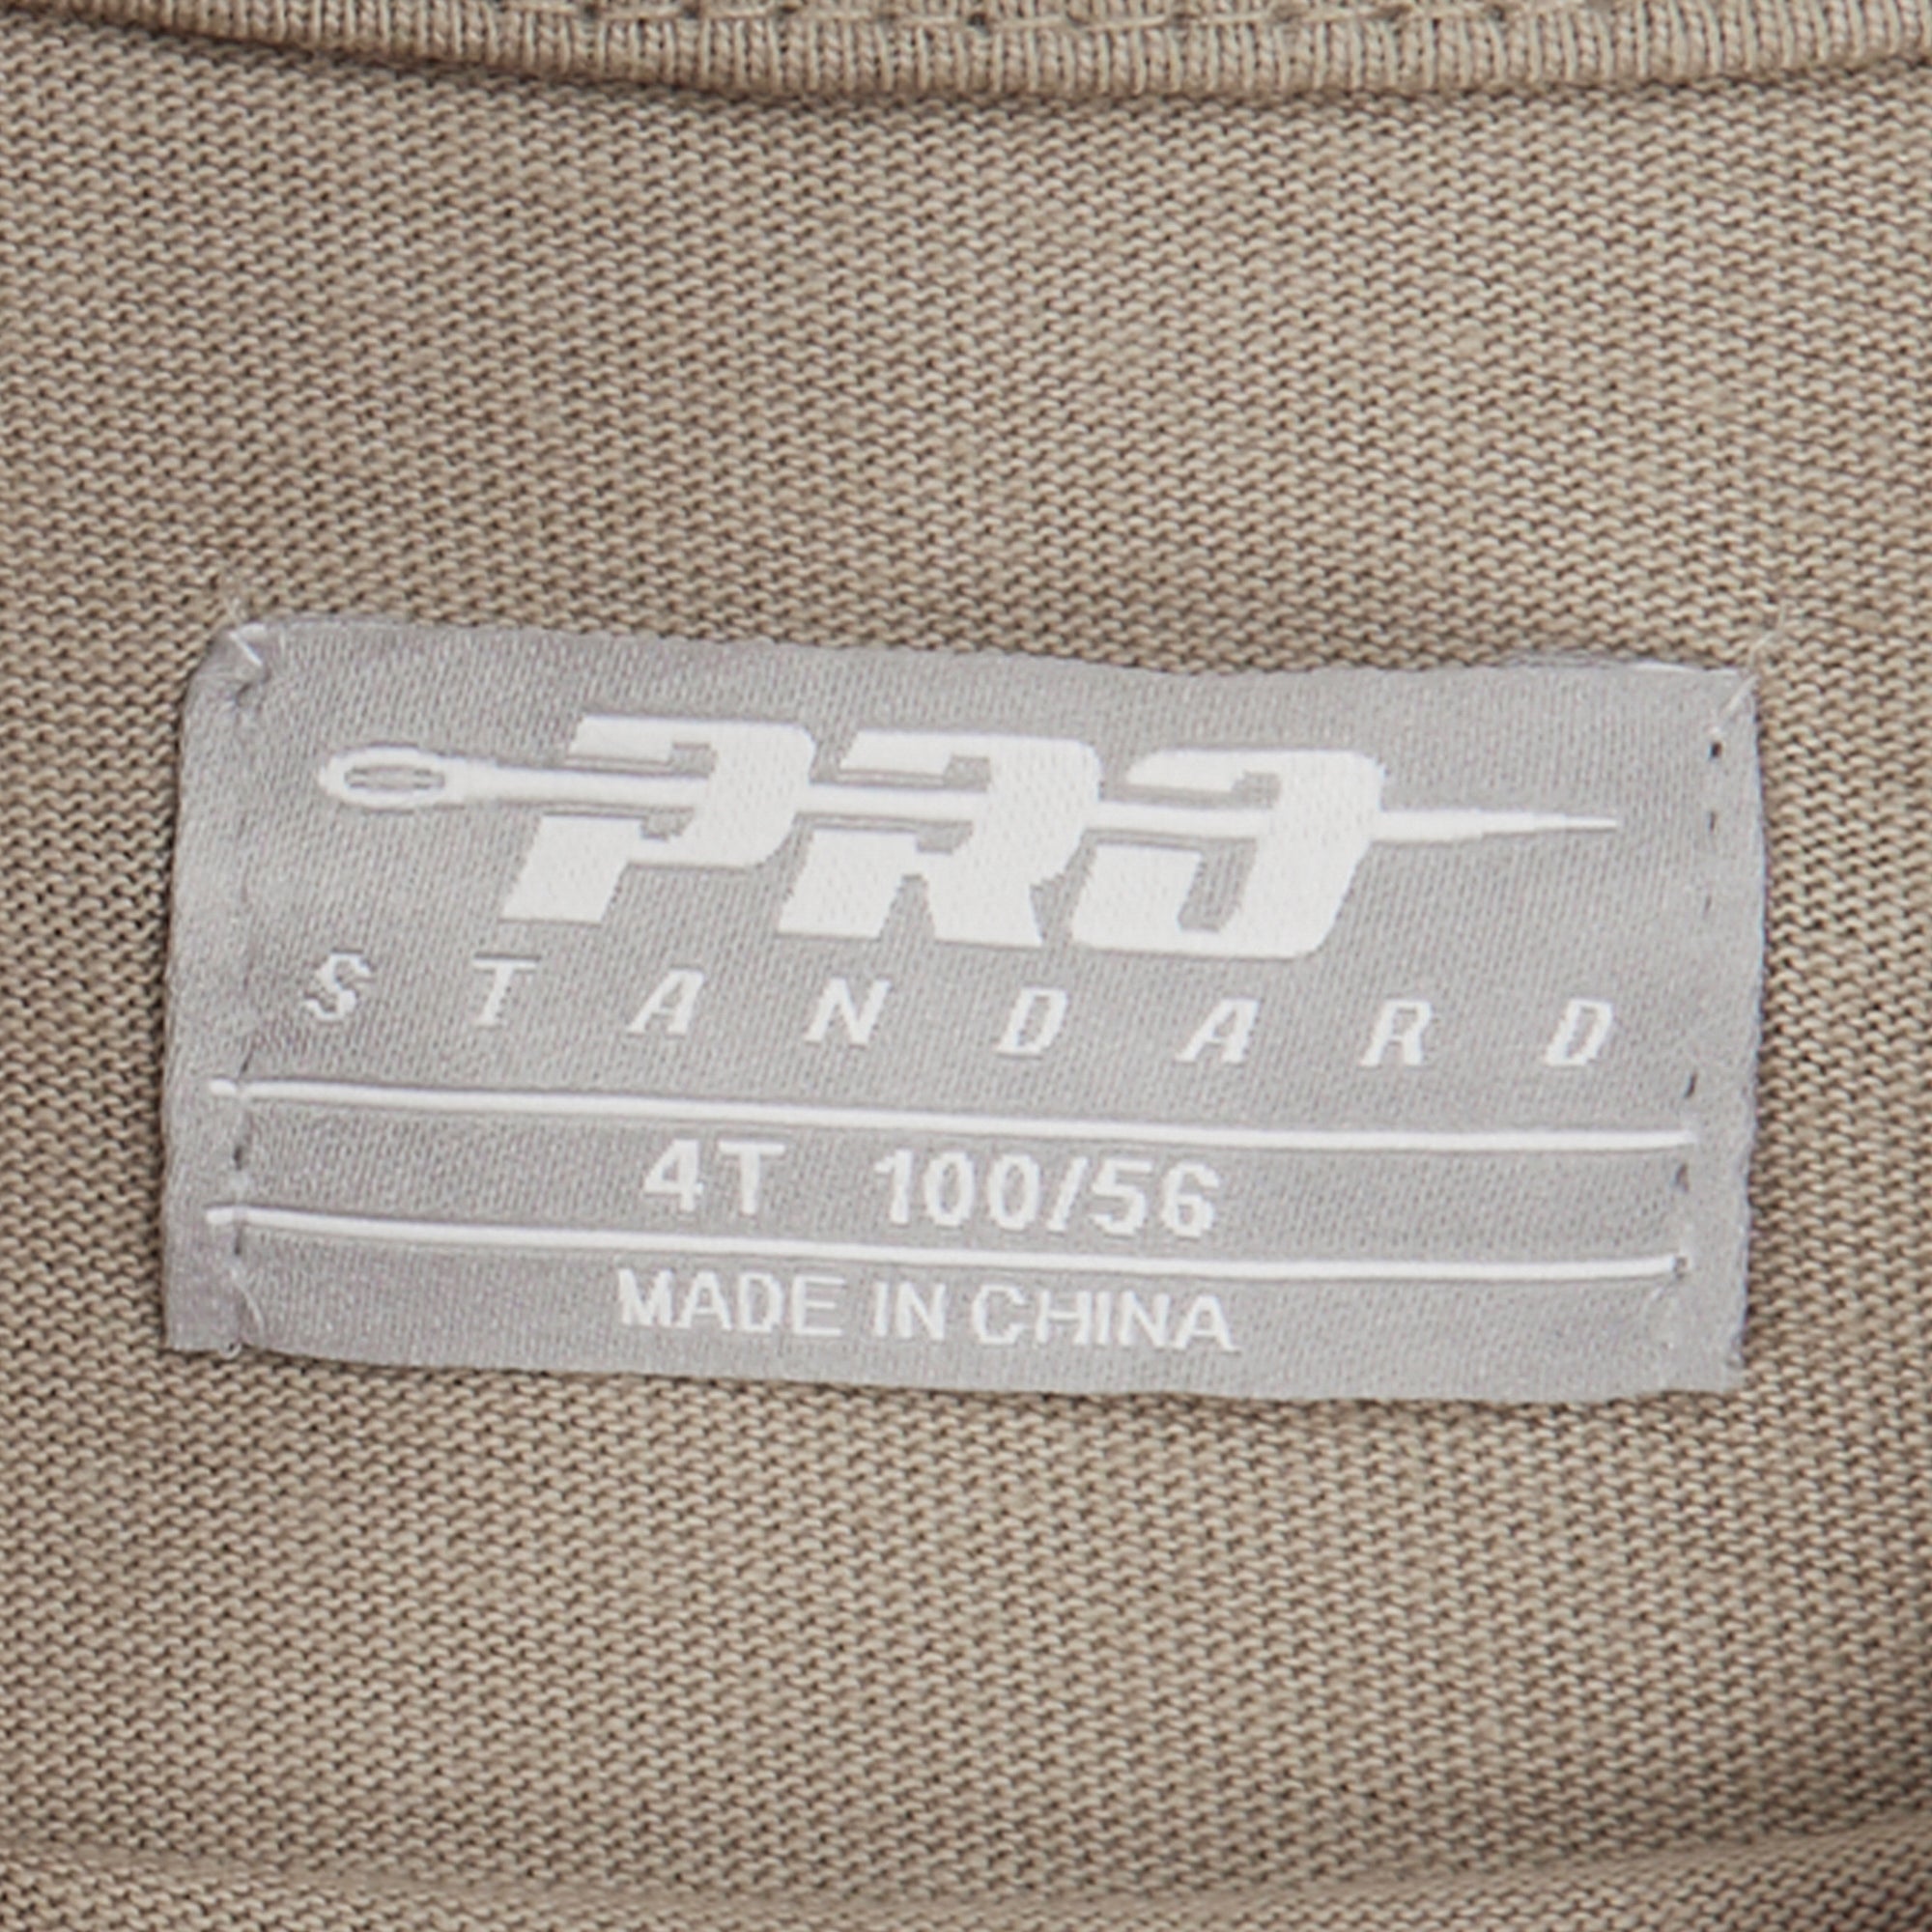 PRO
STANDARD
4T 100/56
MADE IN CHINA